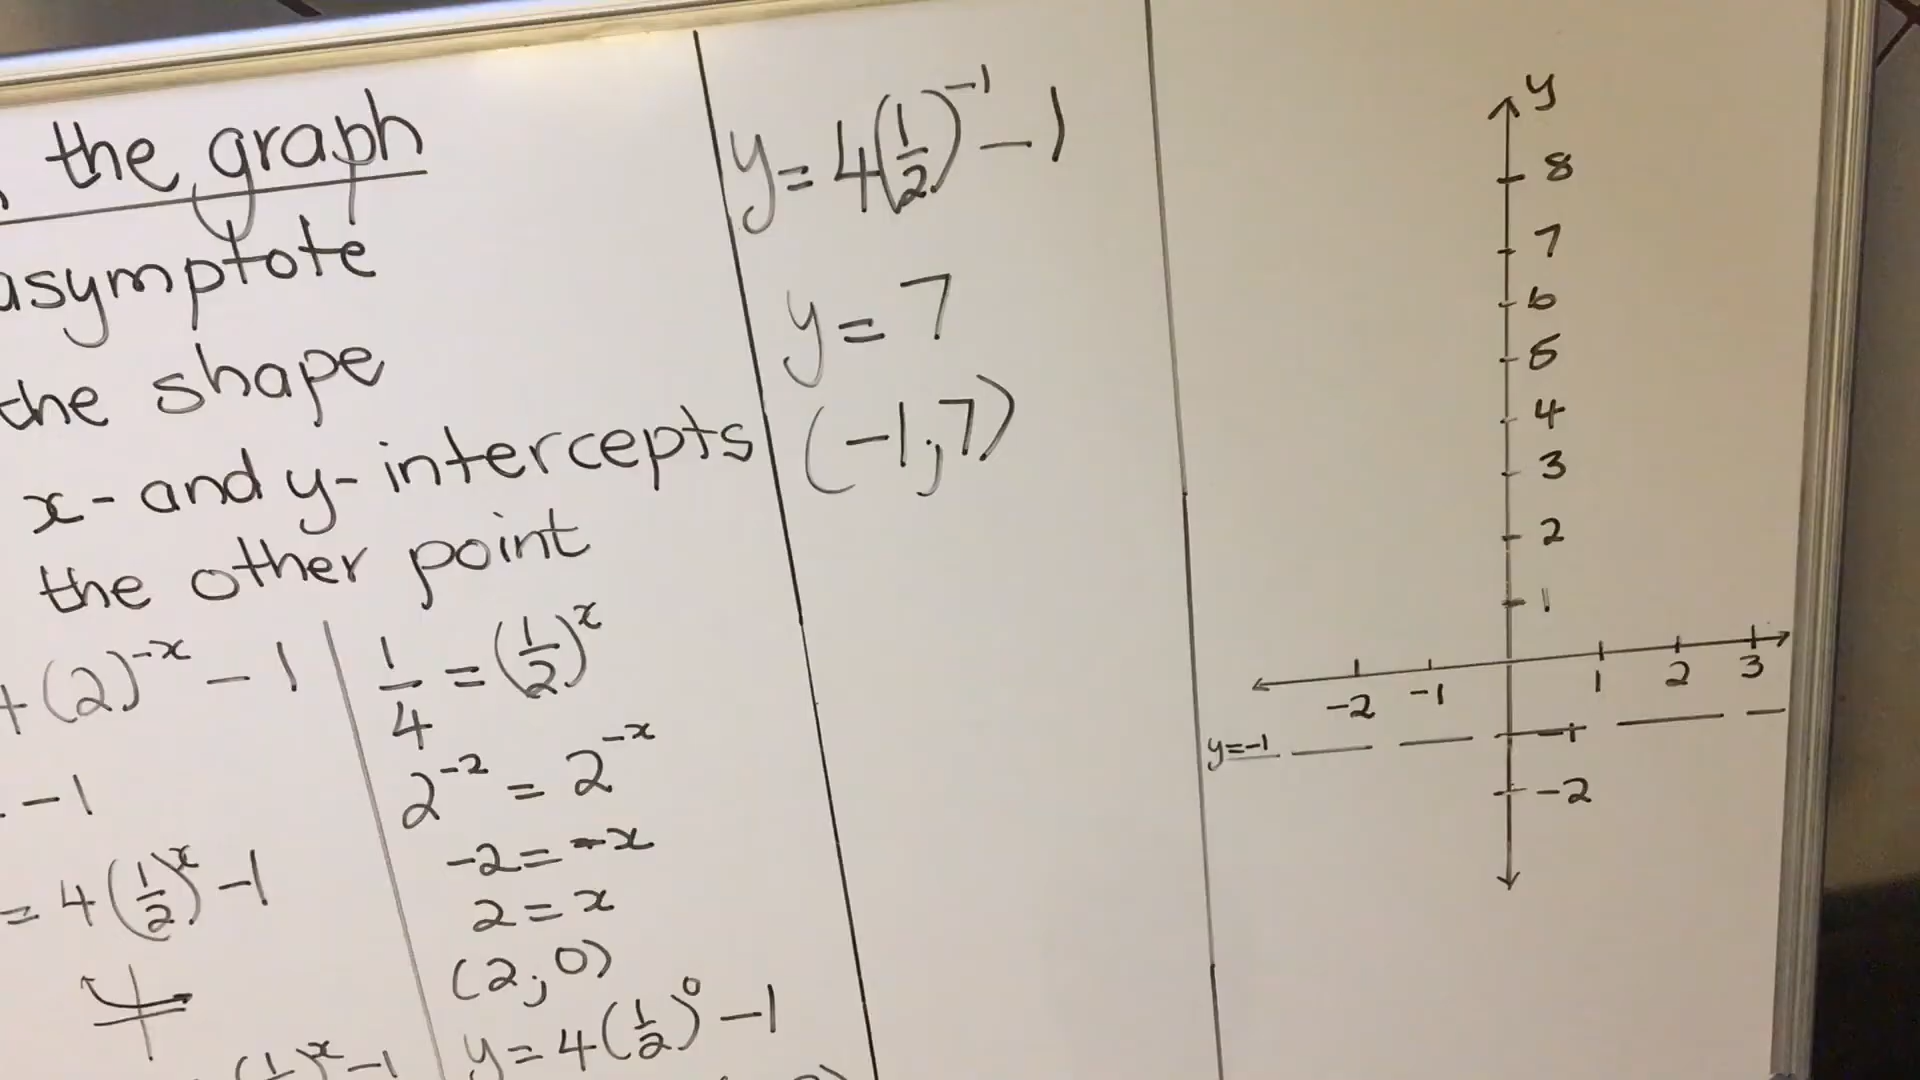 the graph
asymptote
the shape
x- and y-intercepts
the other point
(2)^-x - 1
-1
= 4(1/2)^x - 1
(1/2)^x - 1
1/4 = (1/2)^x
2^-2 = 2^-x
-2 = -x
2 = x
(2;0)
y = 4(1/2)^0 - 1
y = 4(1/2)^-1 - 1
y = 7
(-1;7)
y
8
7
6
5
4
3
2
1
-2 -1 1 2 3
y=-1
-1
-2